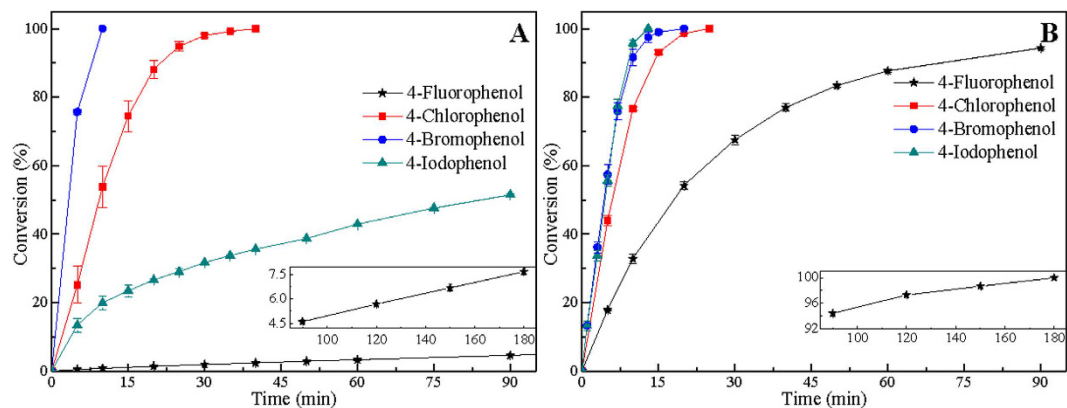 A
100
80
60
40
20
0
Conversion (%)
4-Fluorophenol
4-Chlorophenol
4-Bromophenol
4-Iodophenol
7.5
6.0
4.5
100 120 140 160 180
0 15 30 45 60 75 90
Time (min)
B
100
80
60
40
20
0
Conversion (%)
4-Fluorophenol
4-Chlorophenol
4-Bromophenol
4-Iodophenol
100
96
92
100 120 140 160 180
0 15 30 45 60 75 90
Time (min)